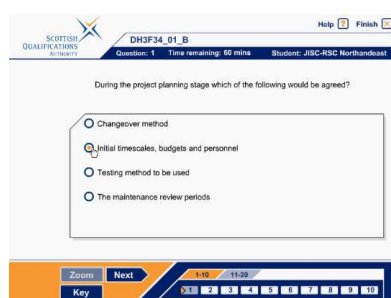 Help ? Finish X
SCOTTISH
QUALIFICATIONS
AUTHORITY
DH3F34_01_B
Question: 1 Time remaining: 60 mins Student: JISC-RSC Northandeast
During the project planning stage which of the following would be agreed?
Changeover method
Initial timescales, budgets and personnel
Testing method to be used
The maintenance review periods
Zoom Next 1-10 11-20
Key 1 2 3 4 5 6 7 8 9 10